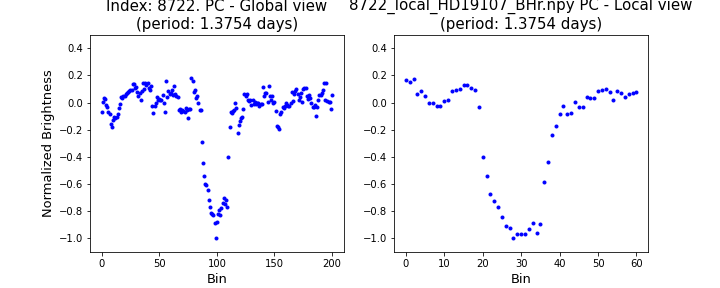 Index: 8722. PC - Global view
(period: 1.3754 days)
8722_local_HD19107_BHr.npy PC - Local view
(period: 1.3754 days)
Normalized Brightness
0.4
0.2
0.0
−0.2
−0.4
−0.6
−0.8
−1.0
0 50 100 150 200
Bin
0.4
0.2
0.0
−0.2
−0.4
−0.6
−0.8
−1.0
0 10 20 30 40 50 60
Bin